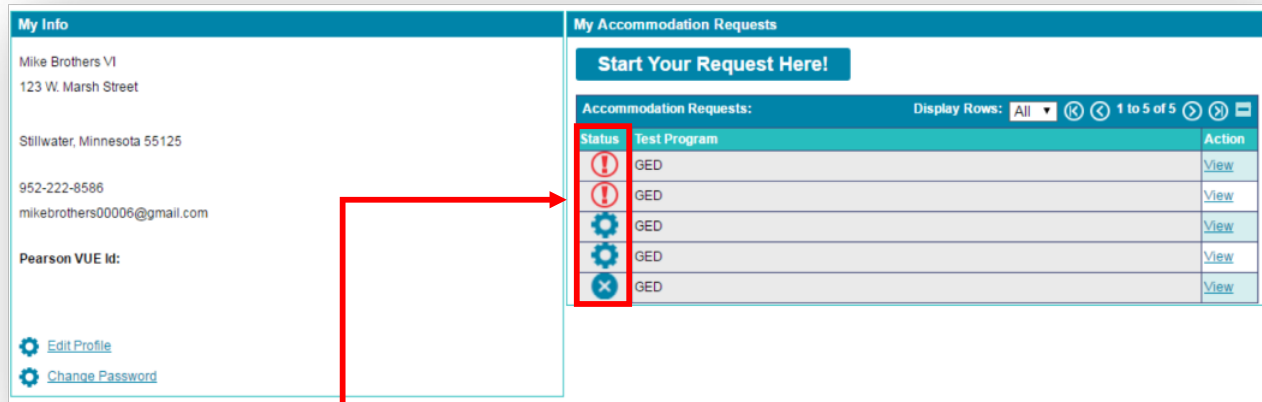 My Info
Mike Brothers VI
123 W. Marsh Street
Stillwater, Minnesota 55125
952-222-8586
mikebrothers00006@gmail.com
Pearson VUE Id:
Edit Profile
Change Password
My Accommodation Requests
Start Your Request Here!
Accommodation Requests: Display Rows: All 1 to 5 of 5
Status Test Program Action
GED View
GED View
GED View
GED View
GED View